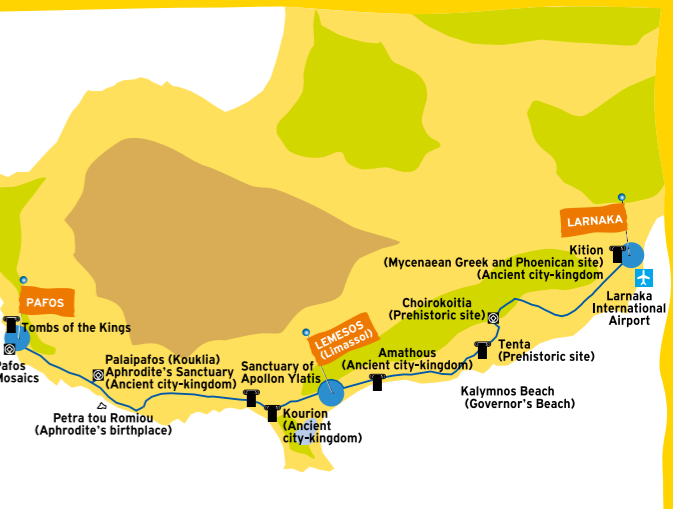 LARNAKA
Kition
(Mycenaean Greek and Phoenican site)
(Ancient city-kingdom
Larnaka
International
Airport
Choirokoitia
(Prehistoric site)
Tenta
(Prehistoric site)
Kalymnos Beach
(Governor's Beach)
LEMESOS
(Limassol)
Amathous
(Ancient city-kingdom)
Sanctuary of
Apollon Ylatis
Kourion
(Ancient
city-kingdom)
PAFOS
Tombs of the Kings
Pafos
Mosaics
Palaipafos (Kouklia)
Aphrodite's Sanctuary
(Ancient city-kingdom)
Petra tou Romiou
(Aphrodite's birthplace)